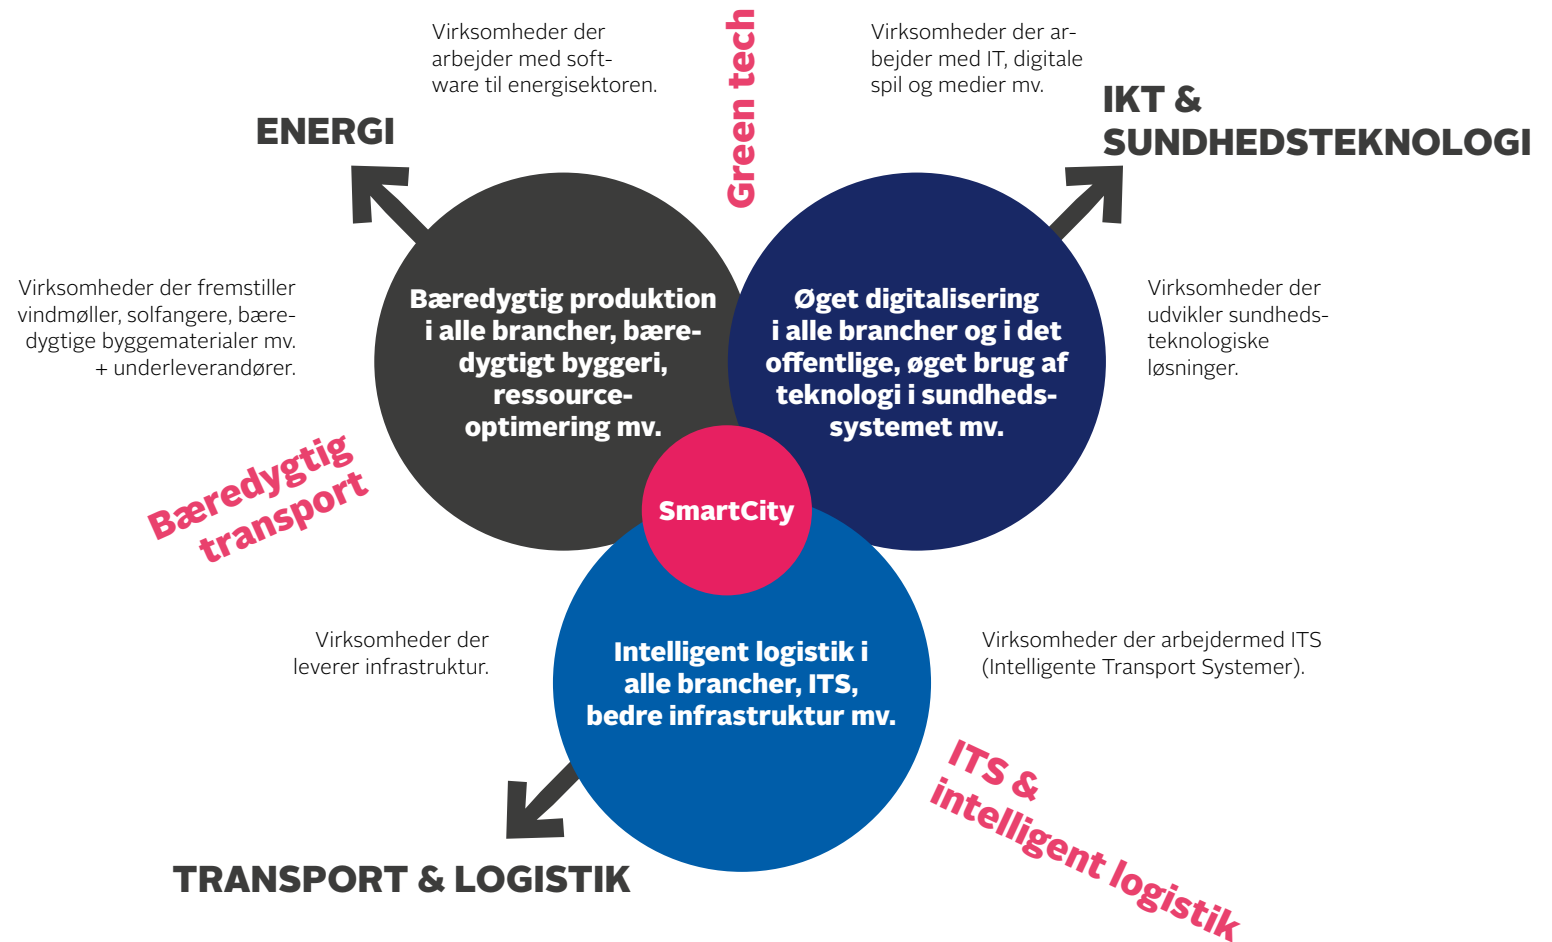 Virksomheder der
arbejder med soft-
ware til energisektoren.
Green tech
Virksomheder der ar-
bejder med IT, digitale
spil og medier mv.
ENERGI
IKT &
SUNDHEDSTEKNOLOGI
Virksomheder der fremstiller
vindmøller, solfangere, bære-
dygtige byggematerialer mv.
+ underleverandører.
Bæredygtig produktion
i alle brancher, bære-
dygtigt byggeri,
ressource-
optimering mv.
Øget digitalisering
i alle brancher og i det
offentlige, øget brug af
teknologi i sundheds-
systemet mv.
Virksomheder der
udvikler sundheds-
teknologiske
løsninger.
Bæredygtig
transport
SmartCity
Virksomheder der
leverer infrastruktur.
Intelligent logistik i
alle brancher, ITS,
bedre infrastruktur mv.
Virksomheder der arbejdermed ITS
(Intelligente Transport Systemer).
ITS &
intelligent logistik
TRANSPORT & LOGISTIK